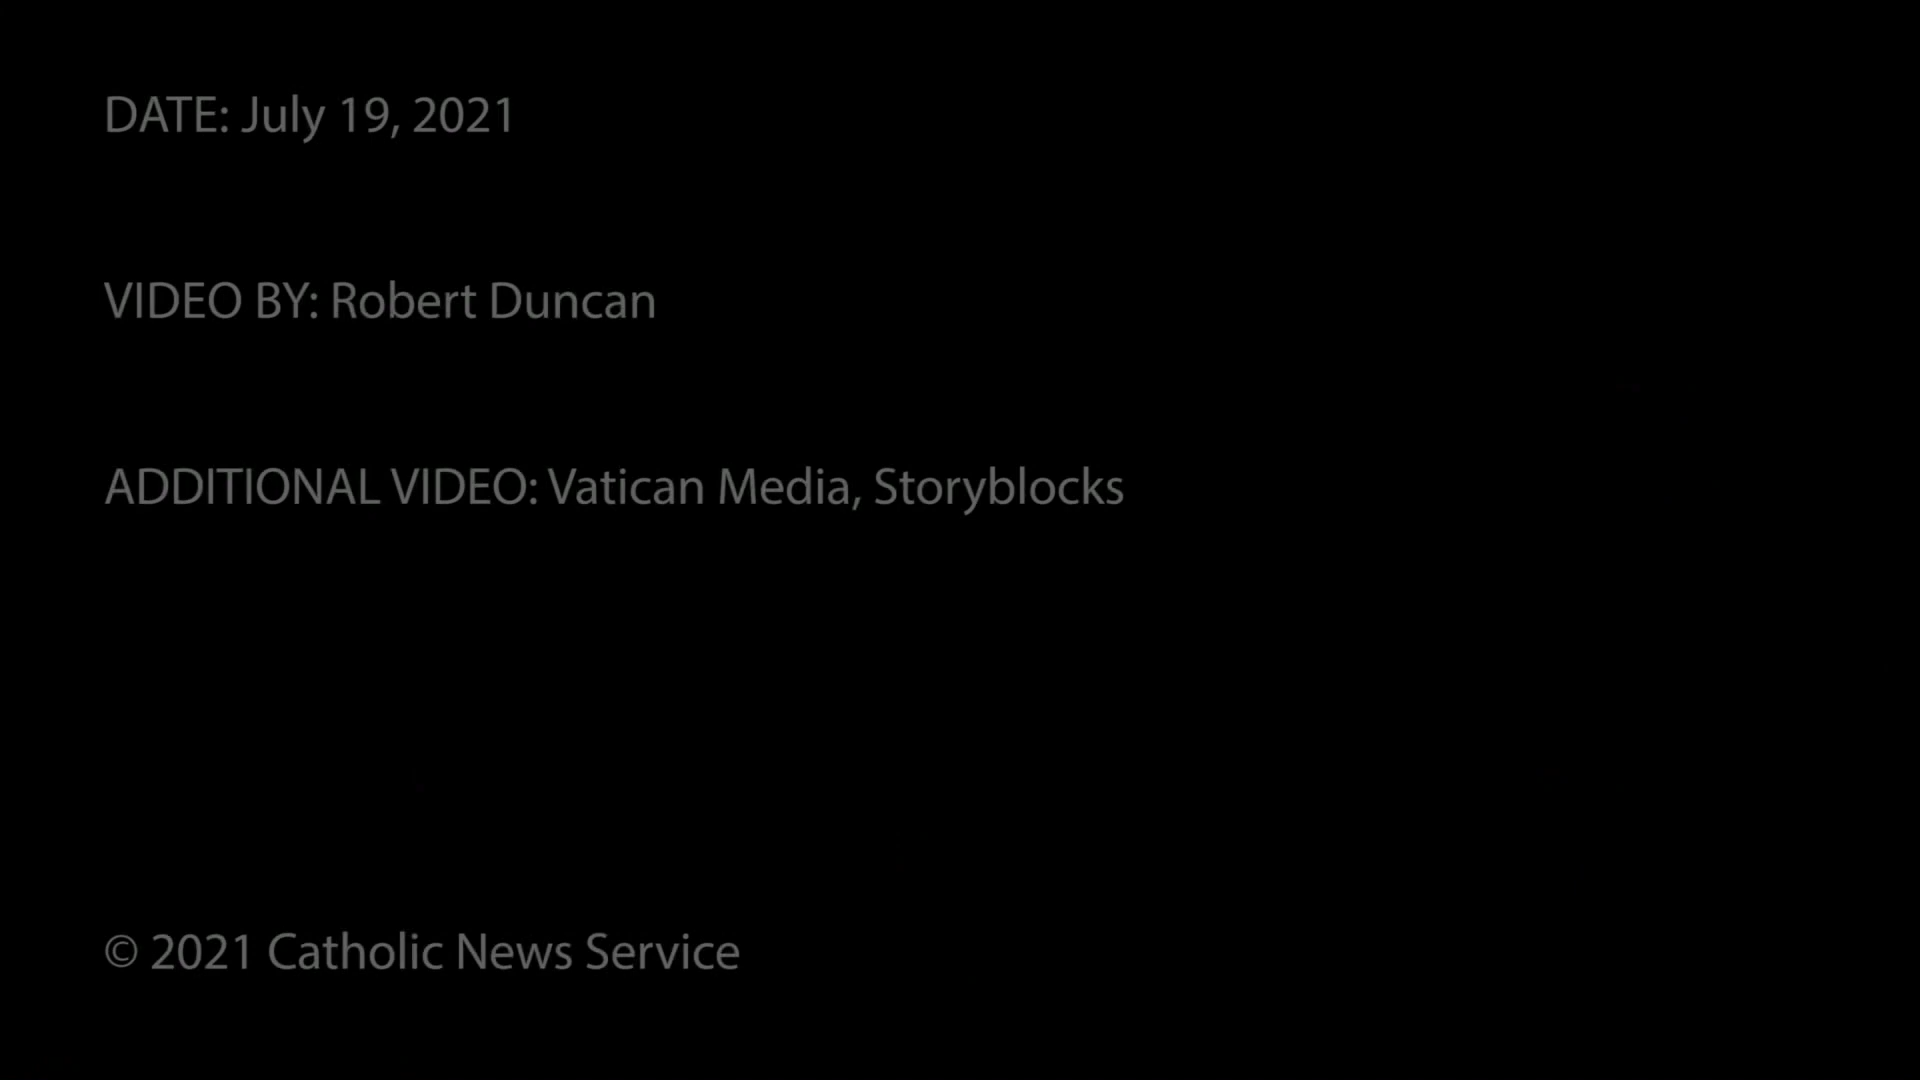 DATE: July 19, 2021
VIDEO BY: Robert Duncan
ADDITIONAL VIDEO: Vatican Media, Storyblocks
© 2021 Catholic News Service